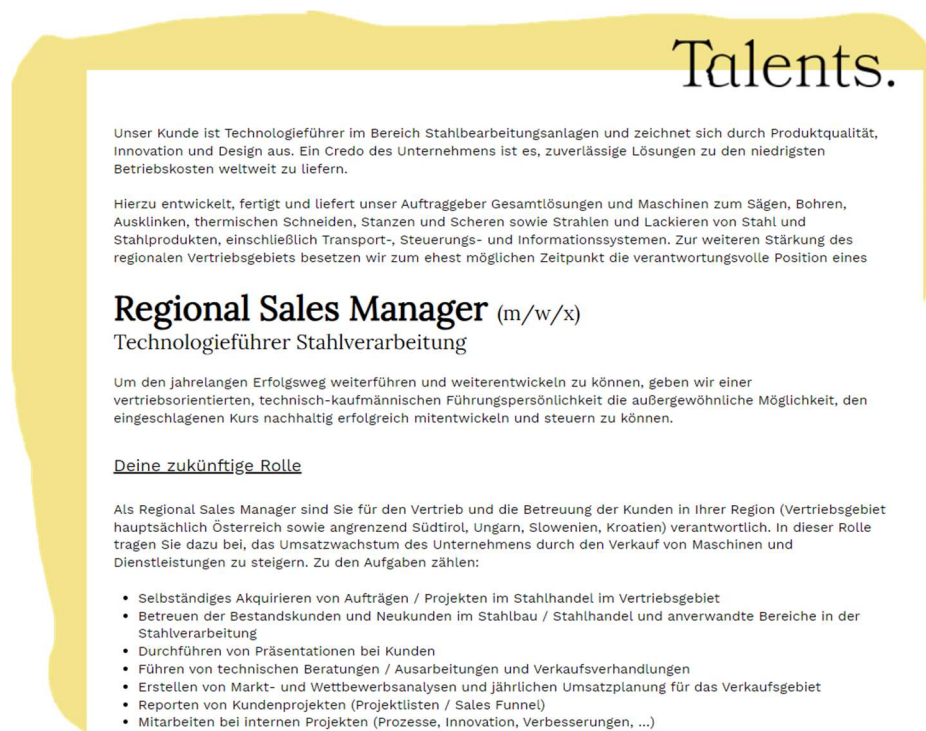 Talents.
Unser Kunde ist Technologieführer im Bereich Stahlbearbeitungsanlagen und zeichnet sich durch Produktqualität,
Innovation und Design aus. Ein Credo des Unternehmens ist es, zuverlässige Lösungen zu den niedrigsten
Betriebskosten weltweit zu liefern.
Hierzu entwickelt, fertigt und liefert unser Auftraggeber Gesamtlösungen und Maschinen zum Sägen, Bohren,
Ausklinken, thermischen Schneiden, Stanzen und Scheren sowie Strahlen und Lackieren von Stahl und
Stahlprodukten, einschließlich Transport-, Steuerungs- und Informationssystemen. Zur weiteren Stärkung des
regionalen Vertriebsgebiets besetzen wir zum ehest möglichen Zeitpunkt die verantwortungsvolle Position eines
Regional Sales Manager (m/w/x)
Technologieführer Stahlverarbeitung
Um den jahrelangen Erfolgsweg weiterführen und weiterentwickeln zu können, geben wir einer
vertriebsorientierten, technisch-kaufmännischen Führungspersönlichkeit die außergewöhnliche Möglichkeit, den
eingeschlagenen Kurs nachhaltig erfolgreich mitentwickeln und steuern zu können.
Deine zukünftige Rolle
Als Regional Sales Manager sind Sie für den Vertrieb und die Betreuung der Kunden in Ihrer Region (Vertriebsgebiet
hauptsächlich Österreich sowie angrenzend Südtirol, Ungarn, Slowenien, Kroatien) verantwortlich. In dieser Rolle
tragen Sie dazu bei, das Umsatzwachstum des Unternehmens durch den Verkauf von Maschinen und
Dienstleistungen zu steigern. Zu den Aufgaben zählen:
• Selbständiges Akquirieren von Aufträgen / Projekten im Stahlhandel im Vertriebsgebiet
• Betreuen der Bestandskunden und Neukunden im Stahlbau / Stahlhandel und anverwandte Bereiche in der
Stahlverarbeitung
• Durchführen von Präsentationen bei Kunden
• Führen von technischen Beratungen / Ausarbeitungen und Verkaufsverhandlungen
• Erstellen von Markt- und Wettbewerbsanalysen und jährlichen Umsatzplanung für das Verkaufsgebiet
• Reporten von Kundenprojekten (Projektlisten / Sales Funnel)
• Mitarbeiten bei internen Projekten (Prozesse, Innovation, Verbesserungen, ...)